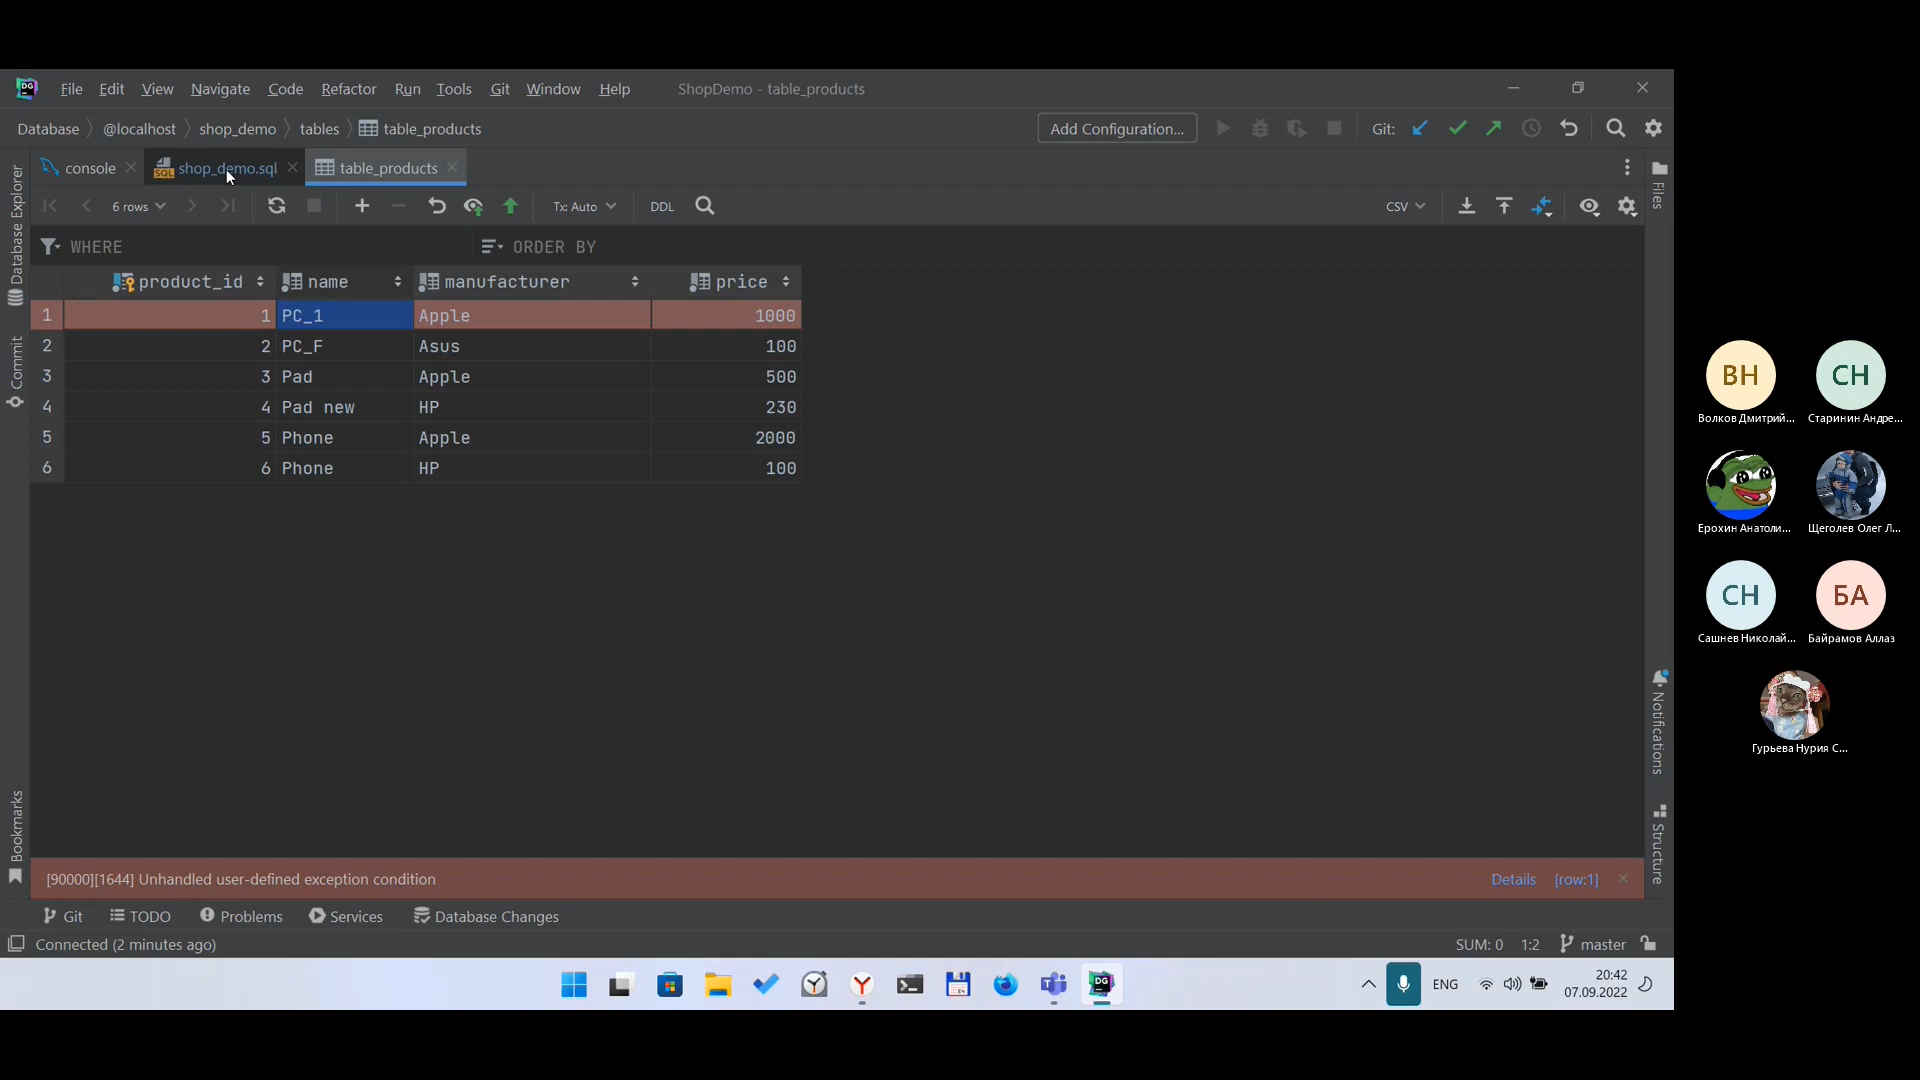 DG File Edit View Navigate Code Refactor Run Tools Git Window Help ShopDemo - table_products
Database @localhost shop_demo tables table_products Add Configuration... Git:
console shop_demo.sql table_products
6 rows Tx: Auto DDL CSV
WHERE ORDER BY
product_id name manufacturer price
1 1 PC_1 Apple 1000
2 2 PC_F Asus 100
3 3 Pad Apple 500
4 4 Pad new HP 230
5 5 Phone Apple 2000
6 6 Phone HP 100
Database Explorer
Commit
Bookmarks
Files
Notifications
Structure
[90000][1644] Unhandled user-defined exception condition Details [row:1]
Git TODO Problems Services Database Changes
Connected (2 minutes ago) SUM: 0 1:2 master
ENG 20:42
07.09.2022
ВН СН
Волков Дмитрий... Старинин Андре...
Ерохин Анатоли... Щеголев Олег Л...
СН БА
Сашнев Николай... Байрамов Аллаз
Гурьева Нурия С...